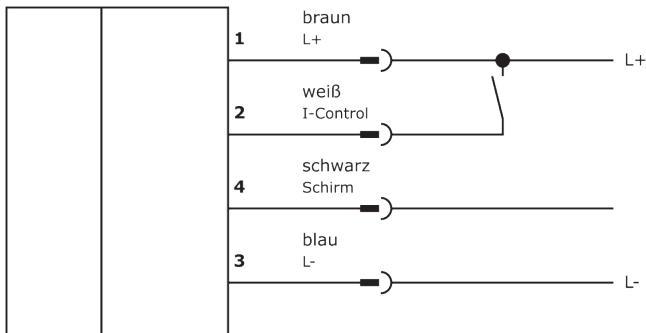 braun
1
L+
L+
weiß
2
I-Control
schwarz
4
Schirm
blau
3
L-
L-